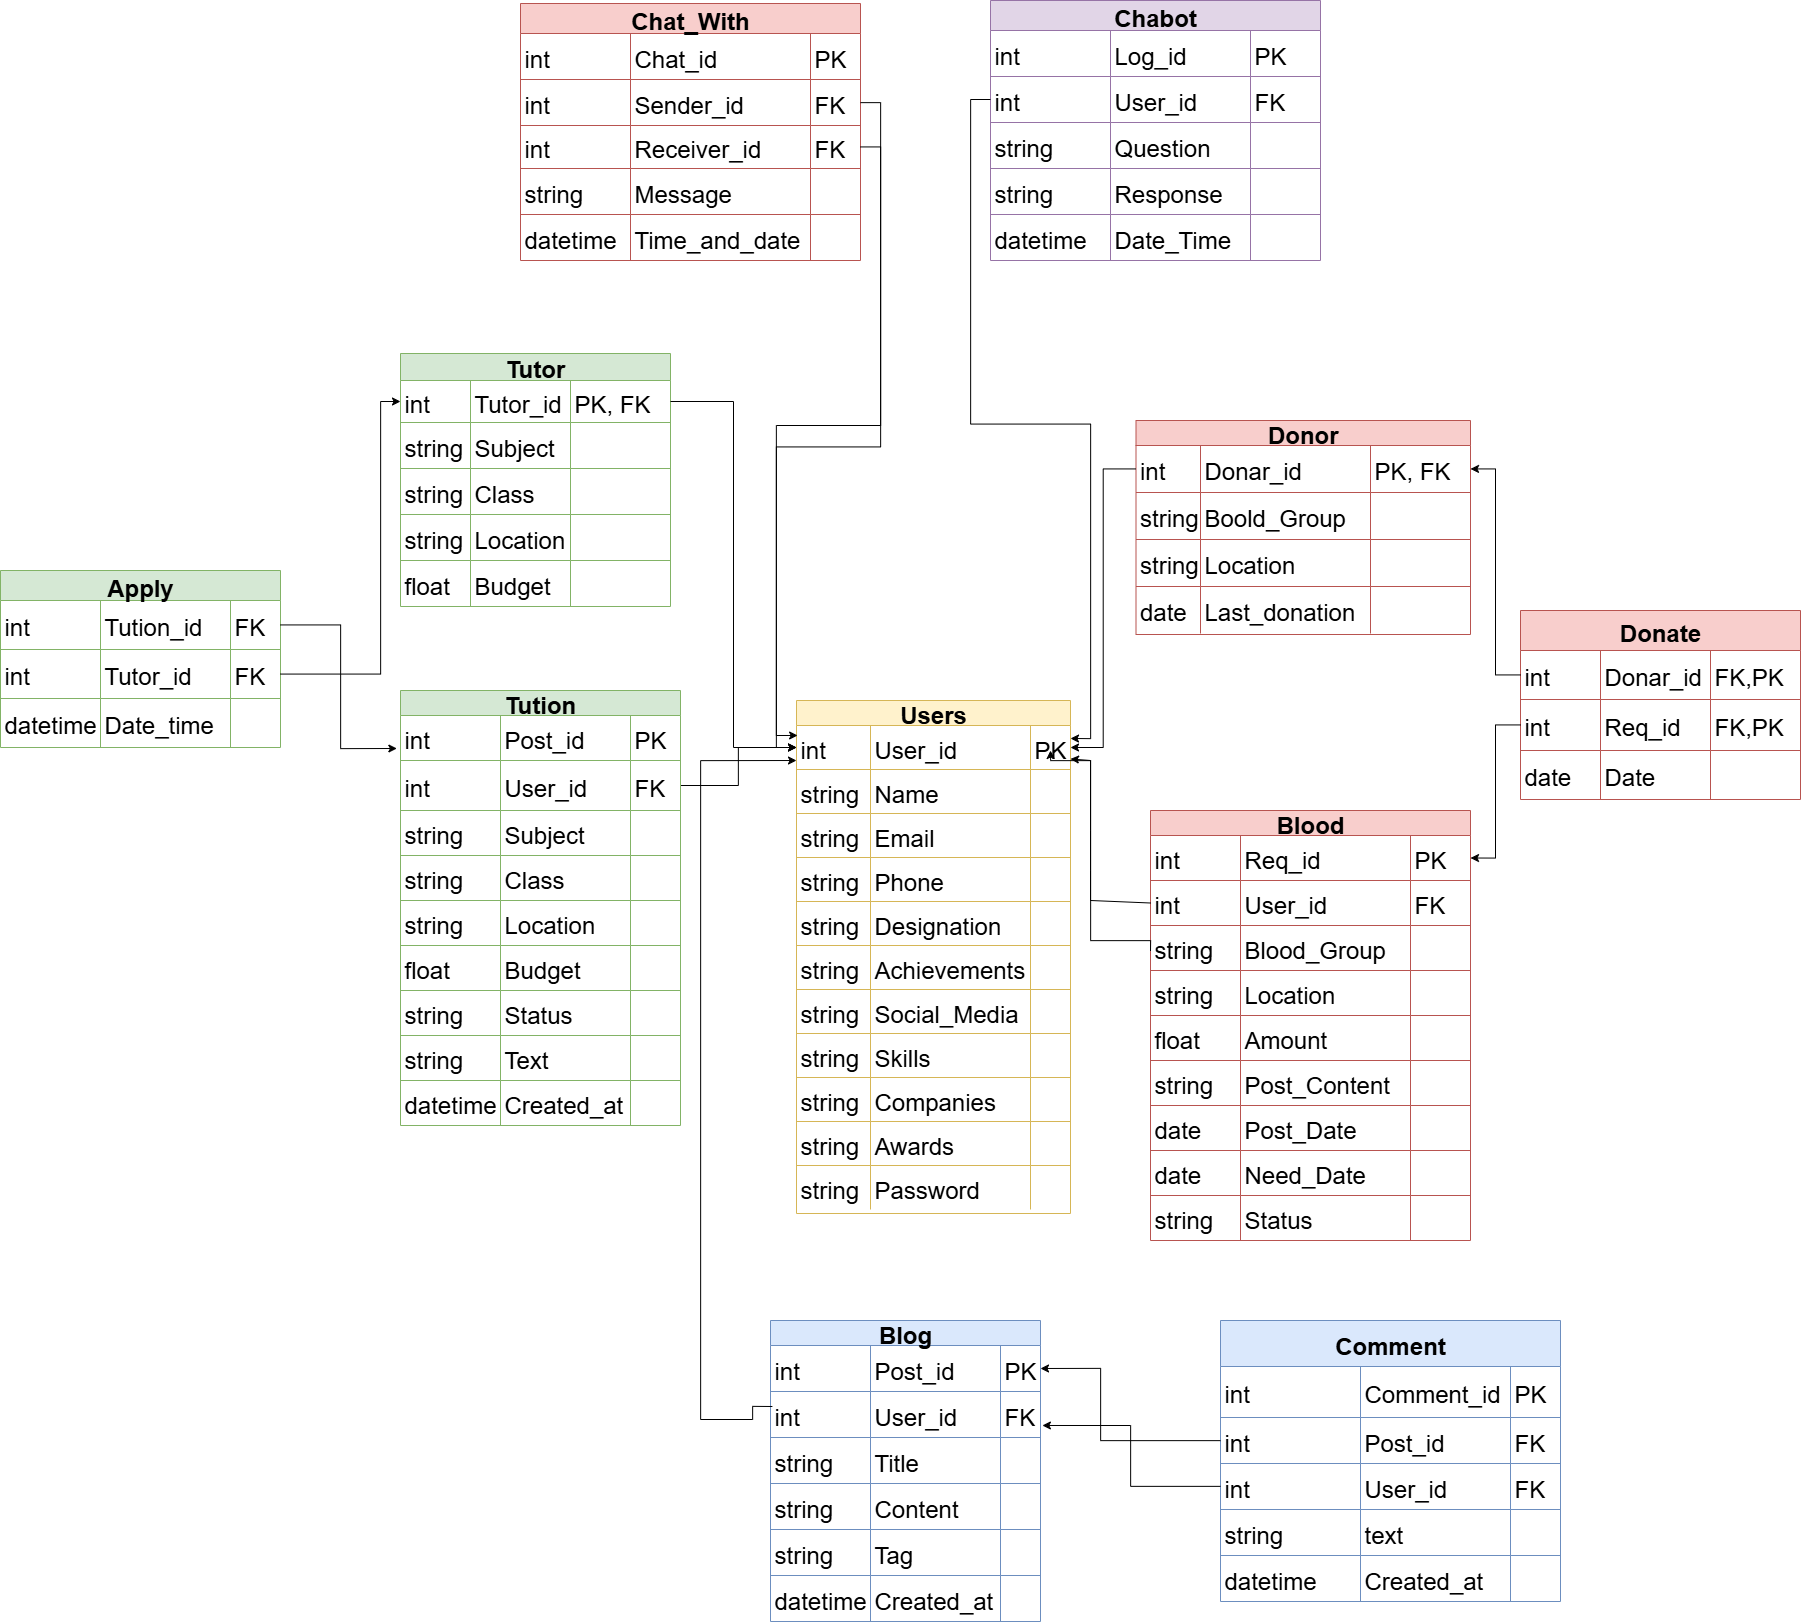 Chat_With
int Chat_id PK
int Sender_id FK
int Receiver_id FK
string Message
datetime Time_and_date
Chabot
int Log_id PK
int User_id FK
string Question
string Response
datetime Date_Time
Tutor
int Tutor_id PK, FK
string Subject
string Class
string Location
float Budget
Donor
int Donar_id PK, FK
string Boold_Group
string Location
date Last_donation
Apply
int Tution_id FK
int Tutor_id FK
datetime Date_time
Donate
int Donar_id FK,PK
int Req_id FK,PK
date Date
Tution
int Post_id PK
int User_id FK
string Subject
string Class
string Location
float Budget
string Status
string Text
datetime Created_at
Users
int User_id PK
string Name
string Email
string Phone
string Designation
string Achievements
string Social_Media
string Skills
string Companies
string Awards
string Password
Blood
int Req_id PK
int User_id FK
string Blood_Group
string Location
float Amount
string Post_Content
date Post_Date
date Need_Date
string Status
Blog
int Post_id PK
int User_id FK
string Title
string Content
string Tag
datetime Created_at
Comment
int Comment_id PK
int Post_id FK
int User_id FK
string text
datetime Created_at